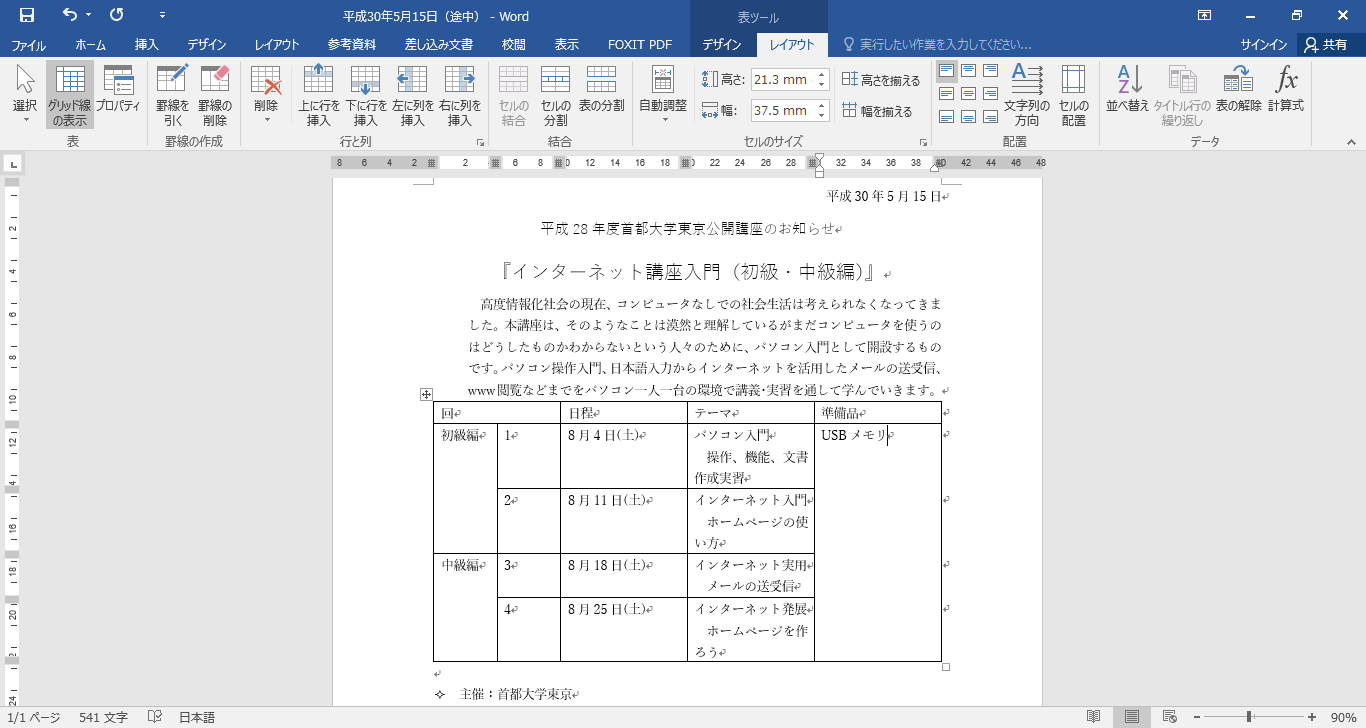 平成30年5月15日（途中） - Word
表ツール
ファイル ホーム 挿入 デザイン レイアウト 参考資料 差し込み文書 校閲 表示 FOXIT PDF デザイン レイアウト 実行したい作業を入力してください... サインイン 共有
選択
グリッド線の表示
プロパティ
罫線を引く
罫線の削除
削除
上に行を挿入
下に行を挿入
左に列を挿入
右に列を挿入
セルの結合
セルの分割
表の分割
自動調整
高さ: 21.3 mm
幅: 37.5 mm
高さを揃える
幅を揃える
文字列の方向
セルの配置
並べ替え
タイトル行の繰り返し
表の解除
計算式
表 罫線の作成 行と列 結合 セルのサイズ 配置 データ
8 6 4 2 2 6 8 12 14 16 18 22 24 26 28 32 34 36 38 40 42 44 46 48
平成 30 年 5 月 15 日
平成 28 年度首都大学東京公開講座のお知らせ
『インターネット講座入門（初級・中級編）』
高度情報化社会の現在、コンピュータなしでの社会生活は考えられなくなってきま
した。本講座は、そのようなことは漠然と理解しているがまだコンピュータを使うの
はどうしたものかわからないという人々のために、パソコン入門として開設するもの
です。パソコン操作入門、日本語入力からインターネットを活用したメールの送受信、
www 閲覧などまでをパソコン一人一台の環境で講義・実習を通して学んでいきます。
回 日程 テーマ 準備品
初級編 1 8 月 4 日(土) パソコン入門 USB メモリ
操作、機能、文書
作成実習
2 8 月 11 日(土) インターネット入門
ホームページの使
い方
中級編 3 8 月 18 日(土) インターネット実用
メールの送受信
4 8 月 25 日(土) インターネット発展
ホームページを作
ろう
主催：首都大学東京
1/1 ページ 541 文字 日本語 90%